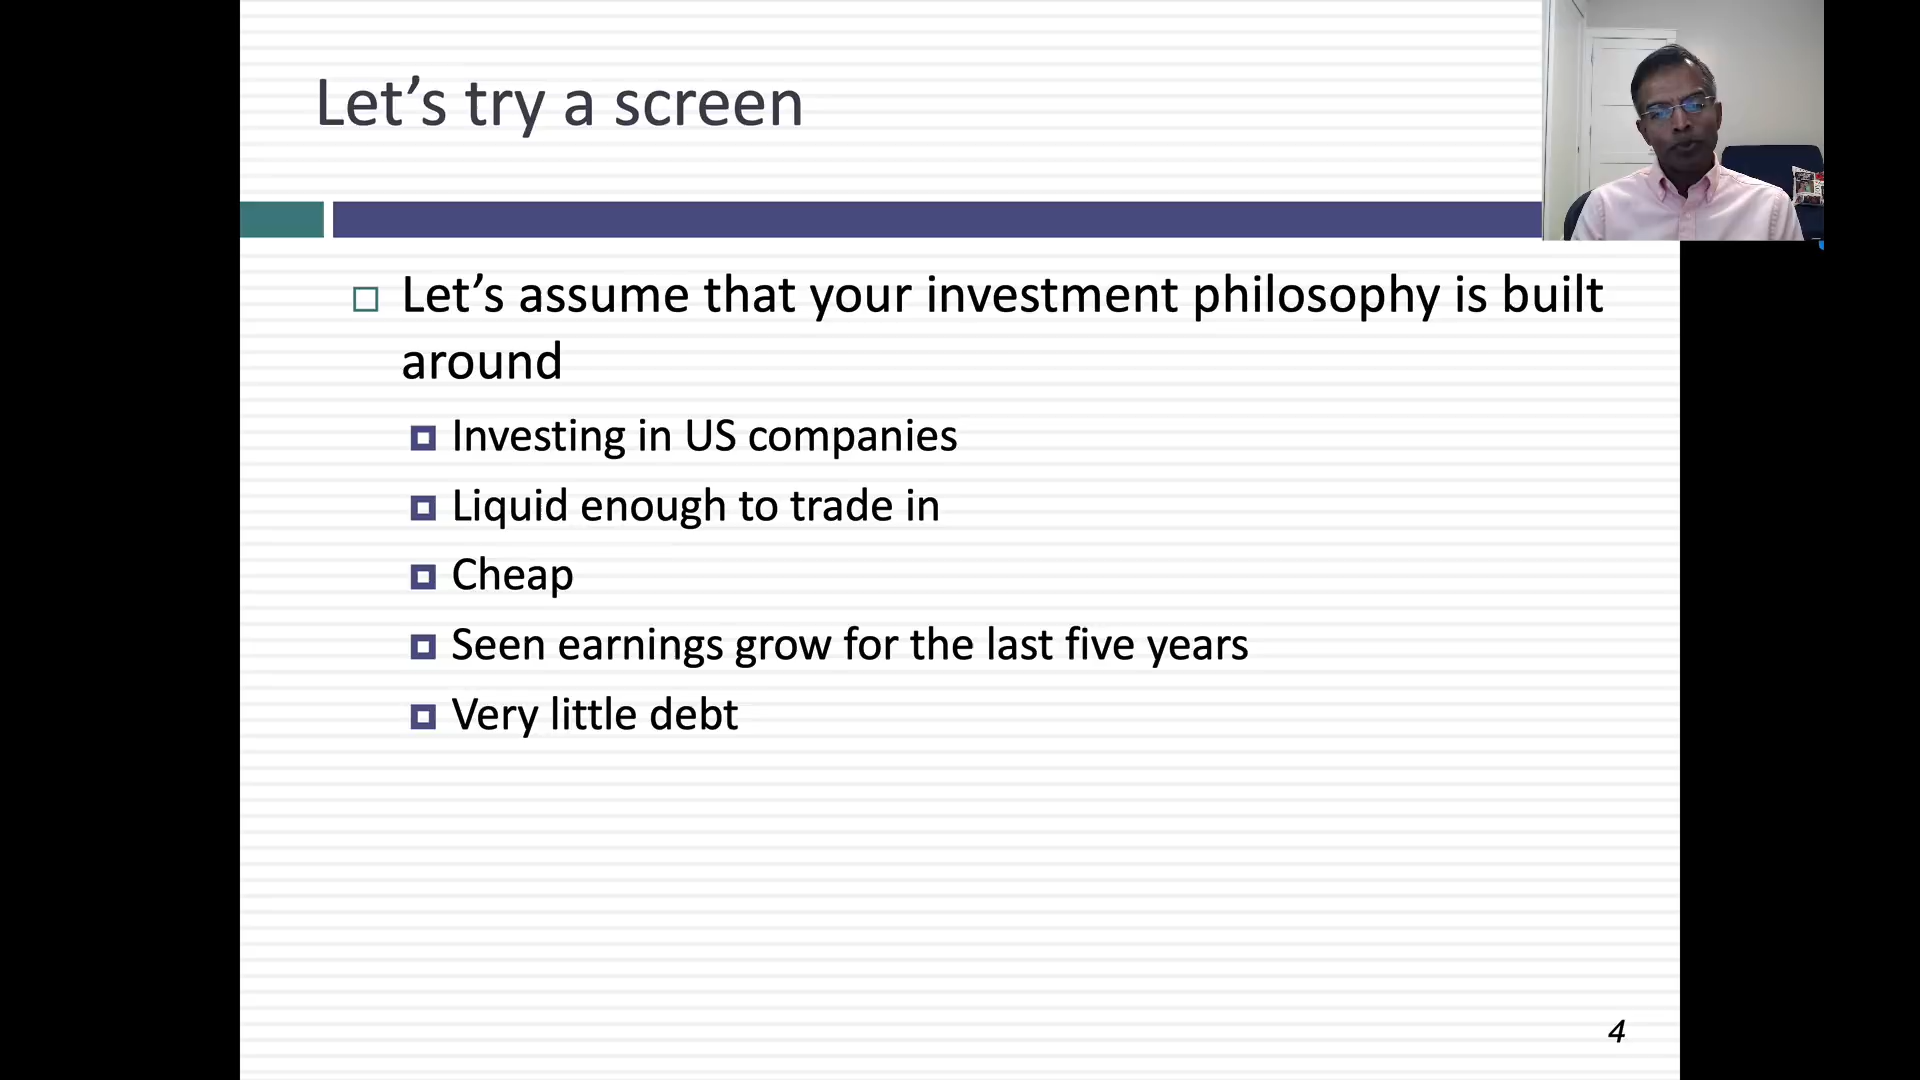 Let’s try a screen
Let’s assume that your investment philosophy is built
around
Investing in US companies
Liquid enough to trade in
Cheap
Seen earnings grow for the last five years
Very little debt
4